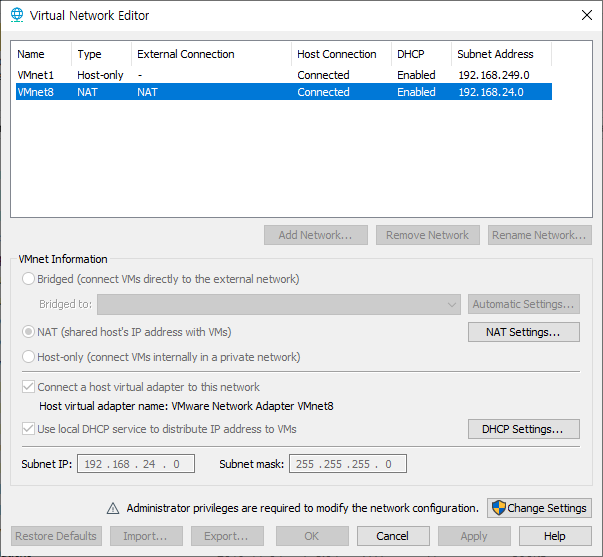 Virtual Network Editor
Name Type External Connection Host Connection DHCP Subnet Address
VMnet1 Host-only - Connected Enabled 192.168.249.0
VMnet8 NAT NAT Connected Enabled 192.168.24.0
Add Network... Remove Network Rename Network...
VMnet Information
Bridged (connect VMs directly to the external network)
Bridged to: Automatic Settings...
NAT (shared host's IP address with VMs) NAT Settings...
Host-only (connect VMs internally in a private network)
Connect a host virtual adapter to this network
Host virtual adapter name: VMware Network Adapter VMnet8
Use local DHCP service to distribute IP address to VMs DHCP Settings...
Subnet IP: 192 . 168 . 24 . 0 Subnet mask: 255 . 255 . 255 . 0
Administrator privileges are required to modify the network configuration. Change Settings
Restore Defaults Import... Export... OK Cancel Apply Help